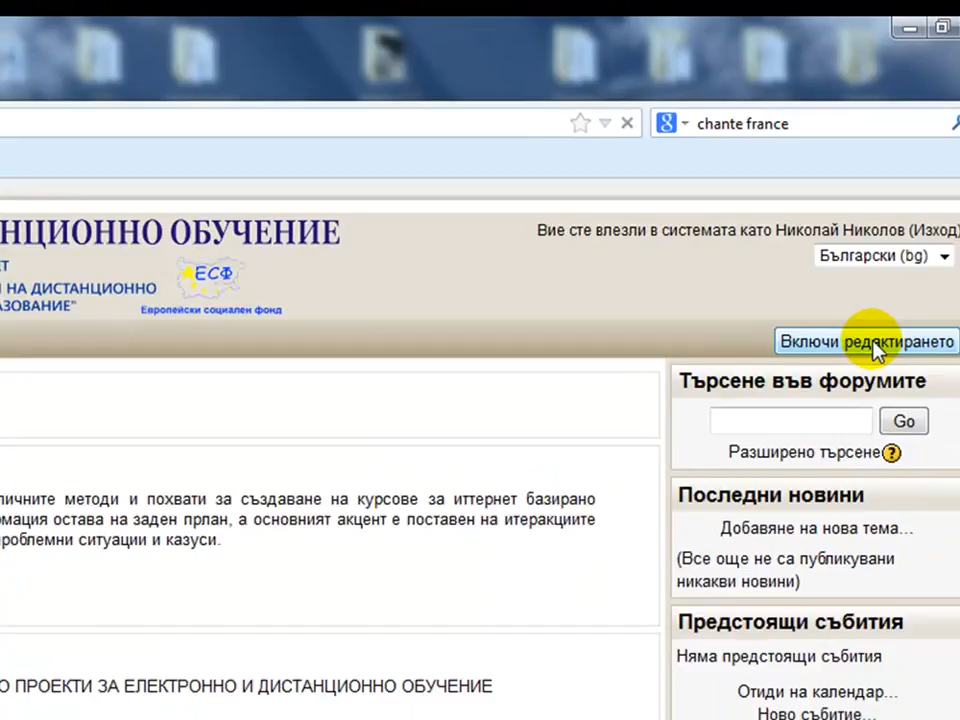 chante france
НЦИОННО ОБУЧЕНИЕ
Вие сте влезли в системата като Николай Николов (Изход)
Български (bg)
ЕТ
И НА ДИСТАНЦИОННО
АЗОВАНИЕ"
ЕСФ
Европейски социален фонд
Включи редактирането
Търсене във форумите
Go
Разширено търсене
?
Последни новини
Добавяне на нова тема...
(Все още не са публикувани
никакви новини)
личните методи и похвати за създаване на курсове за иттернет базирано
рмация остава на заден прлан, а основният акцент е поставен на итеракциите
проблемни ситуации и казуси.
Предстоящи събития
Няма предстоящи събития
О ПРОЕКТИ ЗА ЕЛЕКТРОННО И ДИСТАНЦИОННО ОБУЧЕНИЕ
Отиди на календар...
Ново събитие...